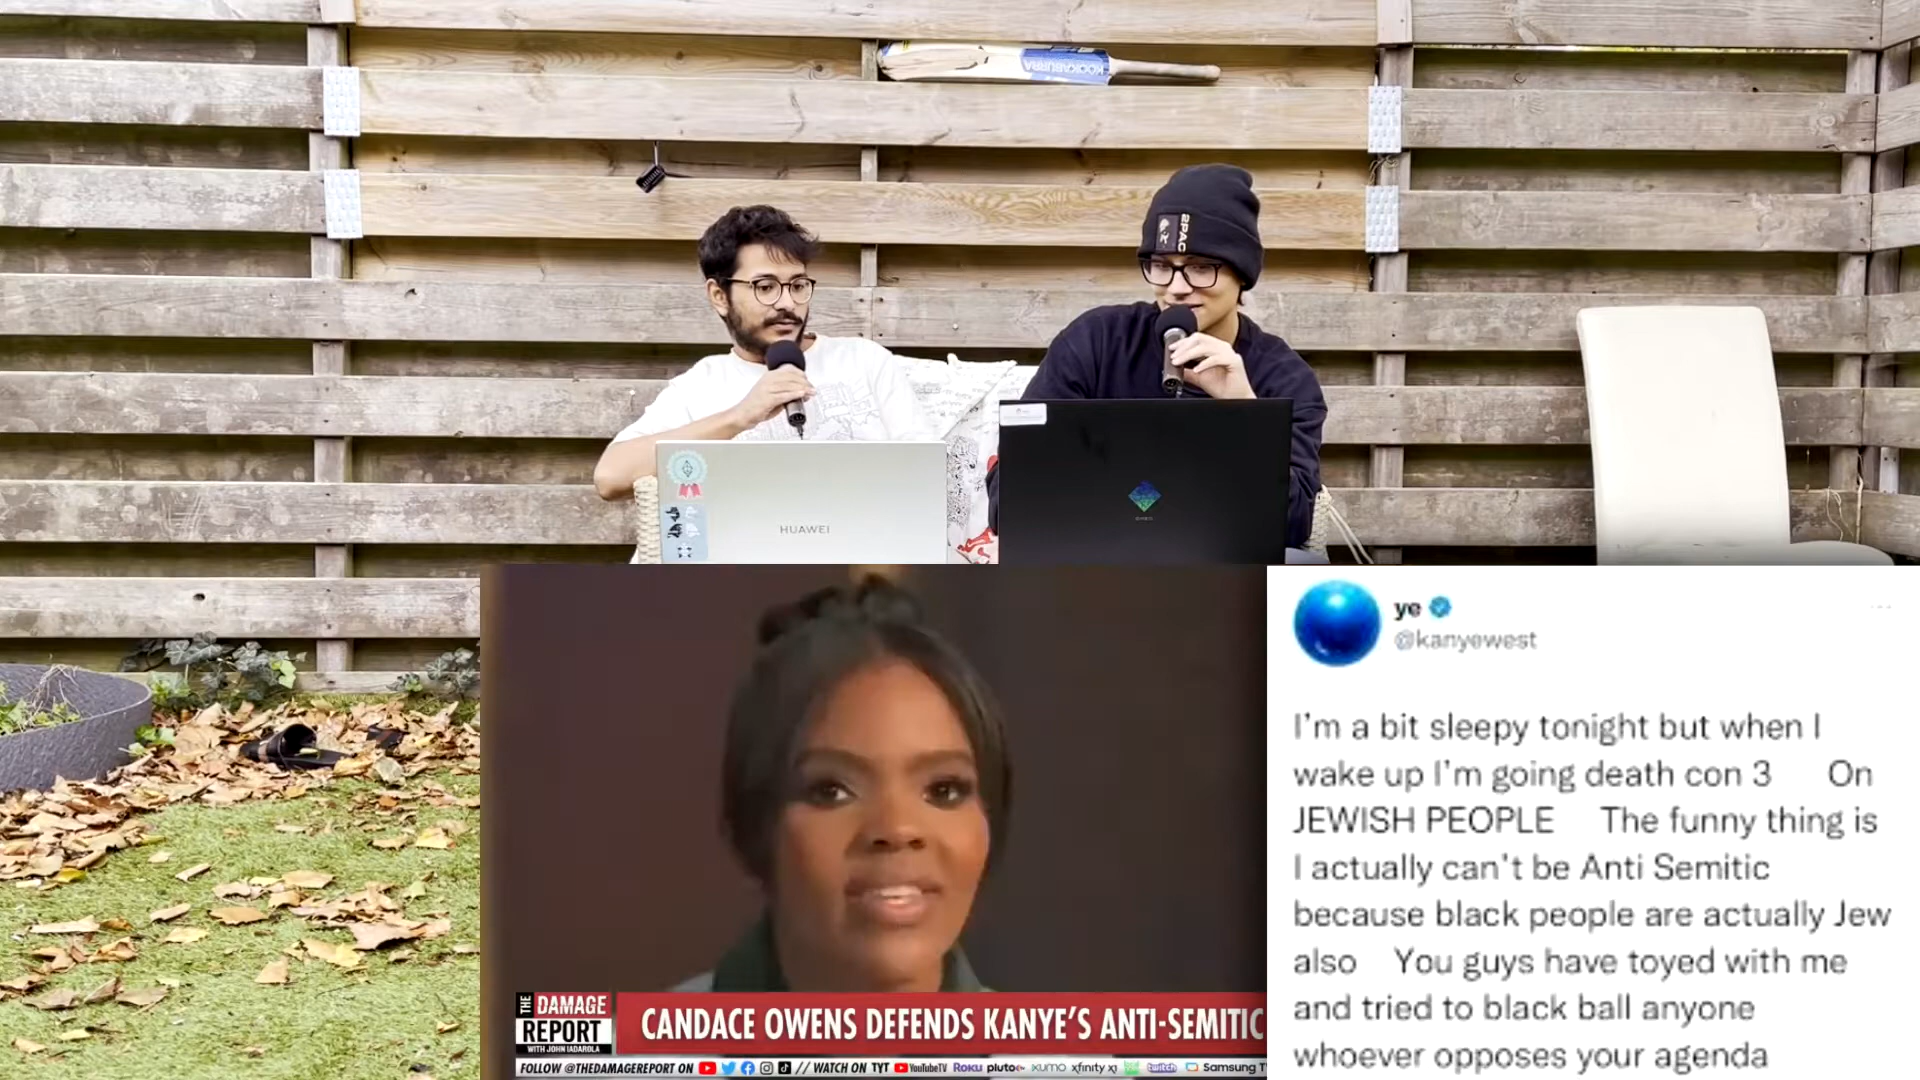 KOOKABURRA
2PAC
HUAWEI
ye
@kanyewest
I'm a bit sleepy tonight but when I
wake up I'm going death con 3 On
JEWISH PEOPLE The funny thing is
I actually can't be Anti Semitic
because black people are actually Jew
also You guys have toyed with me
and tried to black ball anyone
whoever opposes your agenda
THE DAMAGE
REPORT
WITH JOHN IADAROLA
CANDACE OWENS DEFENDS KANYE'S ANTI-SEMITIC
FOLLOW @THEDAMAGEREPORT ON // WATCH ON TYT YouTubeTV ROKU pluto XUMO xfinity x1 twitch Samsung T